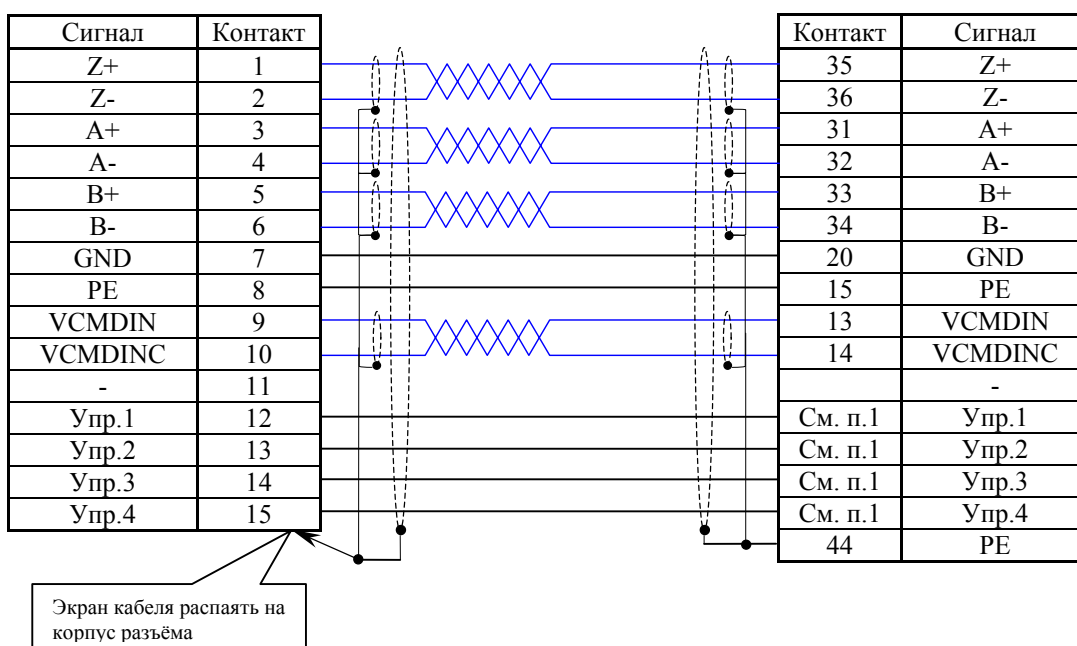 Сигнал Контакт
Z+ 1
Z- 2
A+ 3
A- 4
B+ 5
B- 6
GND 7
PE 8
VCMDIN 9
VCMDINC 10
- 11
Упр.1 12
Упр.2 13
Упр.3 14
Упр.4 15
Контакт Сигнал
35 Z+
36 Z-
31 A+
32 A-
33 B+
34 B-
20 GND
15 PE
13 VCMDIN
14 VCMDINC
-
См. п.1 Упр.1
См. п.1 Упр.2
См. п.1 Упр.3
См. п.1 Упр.4
44 PE
Экран кабеля распаять на
корпус разъёма